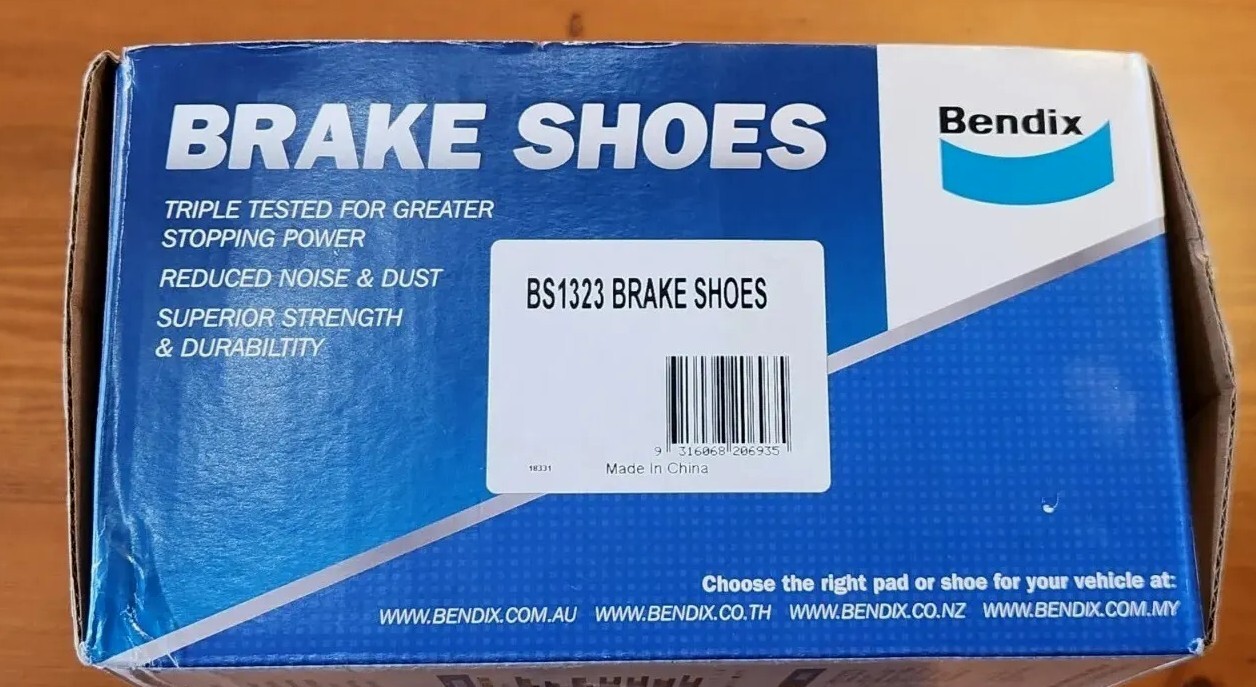 BRAKE SHOES
Bendix
TRIPLE TESTED FOR GREATER
STOPPING POWER
REDUCED NOISE & DUST
SUPERIOR STRENGTH
& DURABILTITY
BS1323 BRAKE SHOES
9 316068 206935
18331
Made In China
Choose the right pad or shoe for your vehicle at:
WWW.BENDIX.COM.AU WWW.BENDIX.CO.TH WWW.BENDIX.CO.NZ WWW.BENDIX.COM.MY